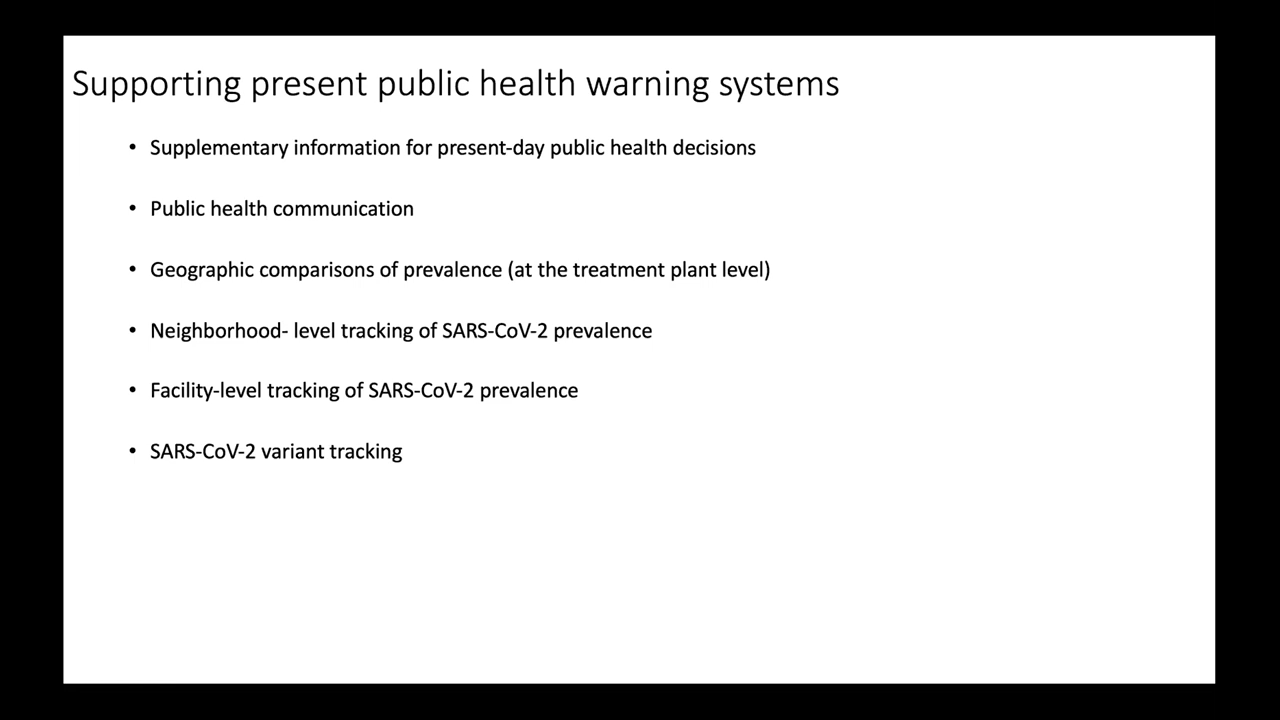 Supporting present public health warning systems
• Supplementary information for present-day public health decisions
• Public health communication
• Geographic comparisons of prevalence (at the treatment plant level)
• Neighborhood- level tracking of SARS-CoV-2 prevalence
• Facility-level tracking of SARS-CoV-2 prevalence
• SARS-CoV-2 variant tracking